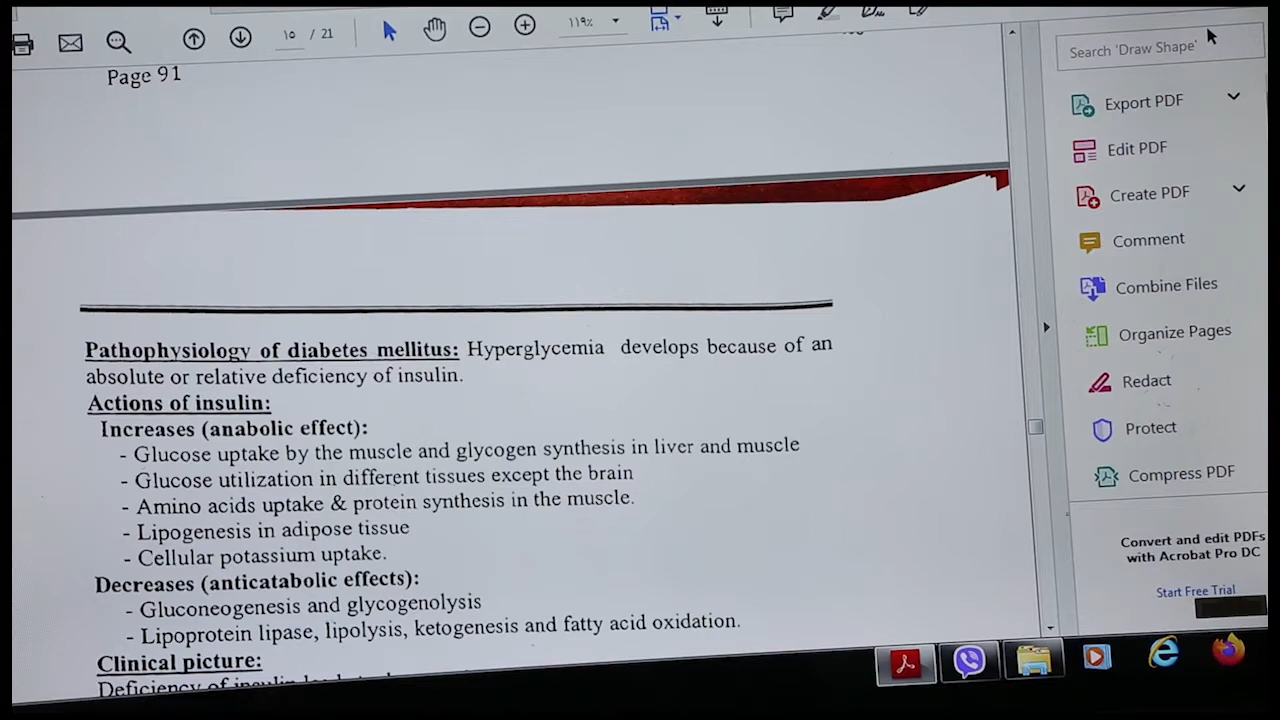 ١٥ / 21
١١٩%
Page 91
Pathophysiology of diabetes mellitus: Hyperglycemia develops because of an
absolute or relative deficiency of insulin.
Actions of insulin:
Increases (anabolic effect):
- Glucose uptake by the muscle and glycogen synthesis in liver and muscle
- Glucose utilization in different tissues except the brain
- Amino acids uptake & protein synthesis in the muscle.
- Lipogenesis in adipose tissue
- Cellular potassium uptake.
Decreases (anticatabolic effects):
- Gluconeogenesis and glycogenolysis
- Lipoprotein lipase, lipolysis, ketogenesis and fatty acid oxidation.
Clinical picture:
Deficiency of insulin
Search 'Draw Shape'
Export PDF
Edit PDF
Create PDF
Comment
Combine Files
Organize Pages
Redact
Protect
Compress PDF
Convert and edit PDFs
with Acrobat Pro DC
Start Free Trial